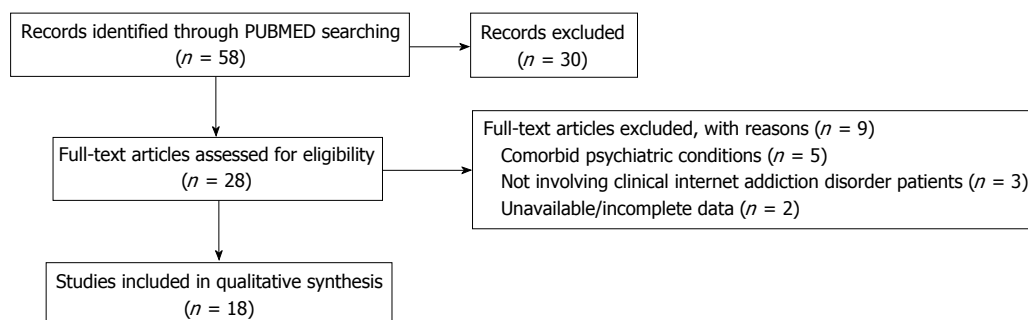 Records identified through PUBMED searching
(n = 58)
Records excluded
(n = 30)
Full-text articles assessed for eligibility
(n = 28)
Full-text articles excluded, with reasons (n = 9)
Comorbid psychiatric conditions (n = 5)
Not involving clinical internet addiction disorder patients (n = 3)
Unavailable/incomplete data (n = 2)
Studies included in qualitative synthesis
(n = 18)